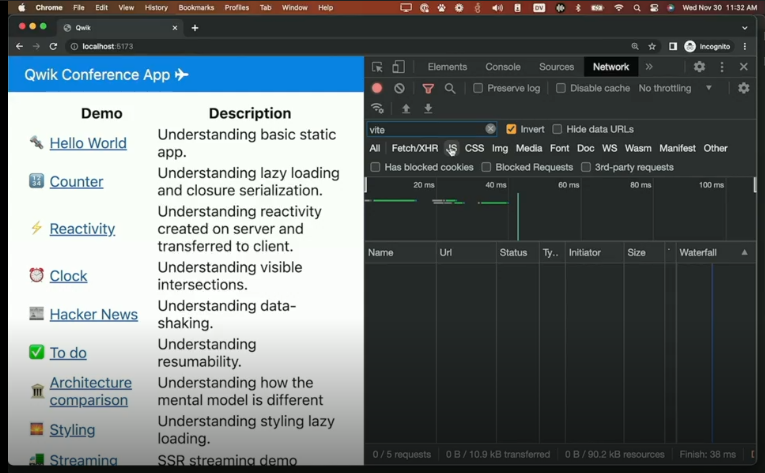 Chrome File Edit View History Bookmarks Profiles Tab Window Help Wed Nov 30 11:32 AM
Qwik
localhost:5173 Incognito
Qwik Conference App
Demo Description
Hello World Understanding basic static app.
Counter Understanding lazy loading and closure serialization.
Reactivity Understanding reactivity created on server and transferred to client.
Clock Understanding visible intersections.
Hacker News Understanding data-shaking.
To do Understanding resumability.
Architecture comparison Understanding how the mental model is different
Styling Understanding styling lazy loading.
Streaming SSR streaming demo
Elements Console Sources Network
Preserve log Disable cache No throttling
vite Invert Hide data URLs
All Fetch/XHR JS CSS Img Media Font Doc WS Wasm Manifest Other
Has blocked cookies Blocked Requests 3rd-party requests
20 ms 40 ms 60 ms 80 ms 100 ms
Name Url Status Ty... Initiator Size Waterfall
0 / 5 requests 0 B / 10.9 kB transferred 0 B / 90.2 kB resources Finish: 38 ms